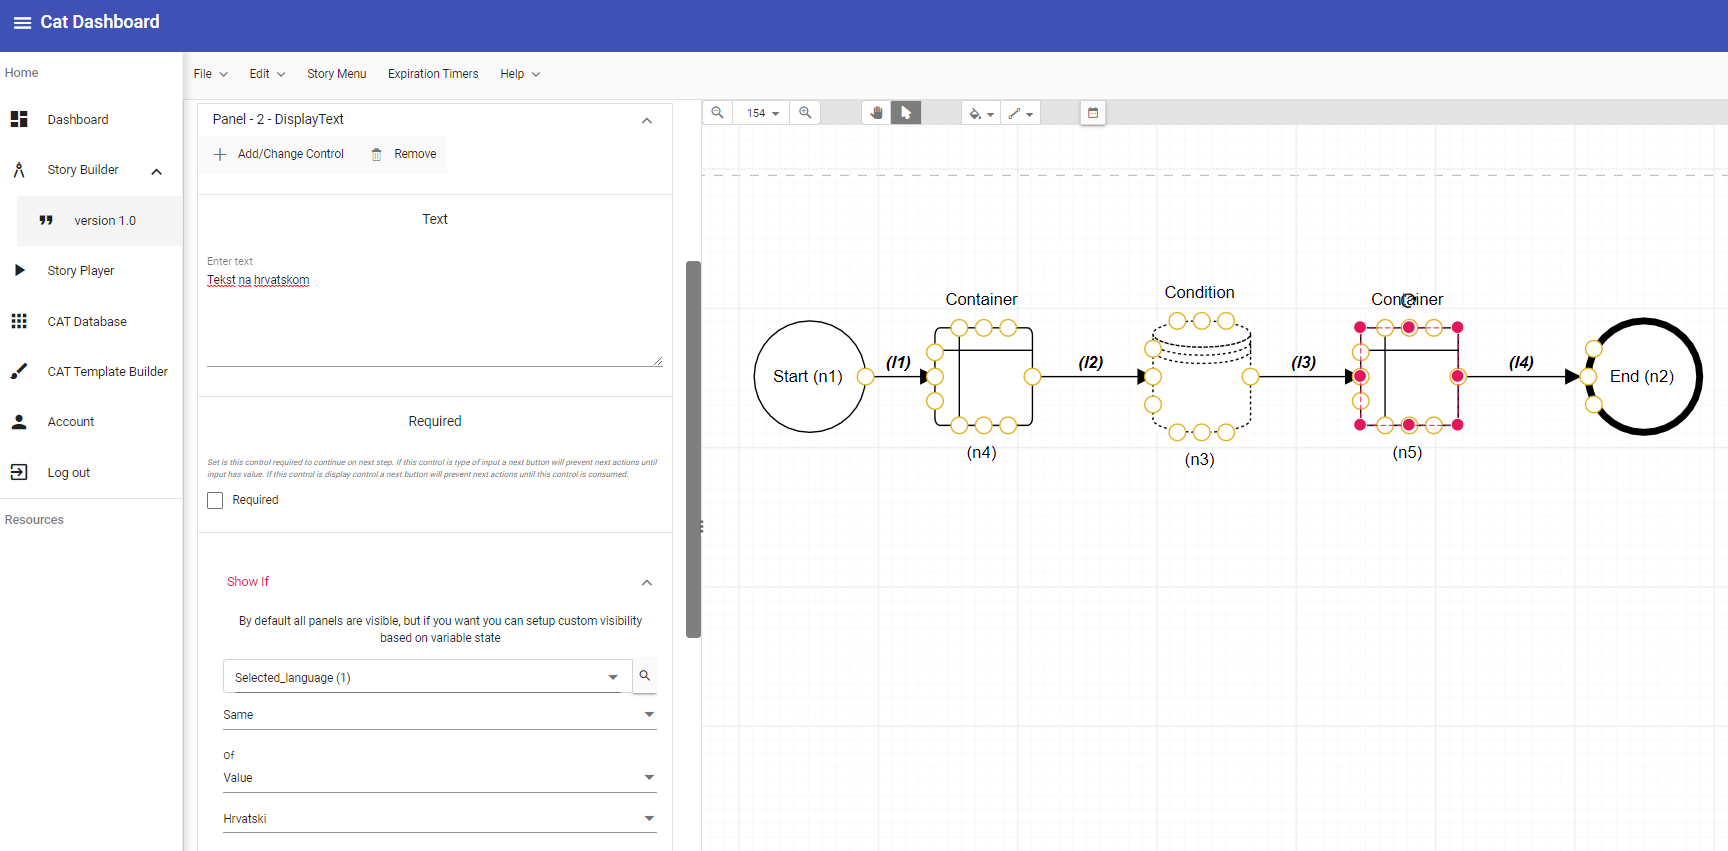 Cat Dashboard
Home
Dashboard
Story Builder
version 1.0
Story Player
CAT Database
CAT Template Builder
Account
Log out
Resources
File Edit Story Menu Expiration Timers Help
Panel - 2 - DisplayText
Add/Change Control Remove
Text
Enter text
Tekst na hrvatskom
Required
Set is this control required to continue on next step. If this control is type of input a next button will prevent next actions until
input has value. If this control is display control a next button will prevent next actions until this control is consumed.
Required
Show If
By default all panels are visible, but if you want you can setup custom visibility
based on variable state
Selected_language (1)
Same
Of
Value
Hrvatski
154
Container
Condition
Container
Start (n1)
(l1)
(l2)
(l3)
(l4)
End (n2)
(n4)
(n3)
(n5)